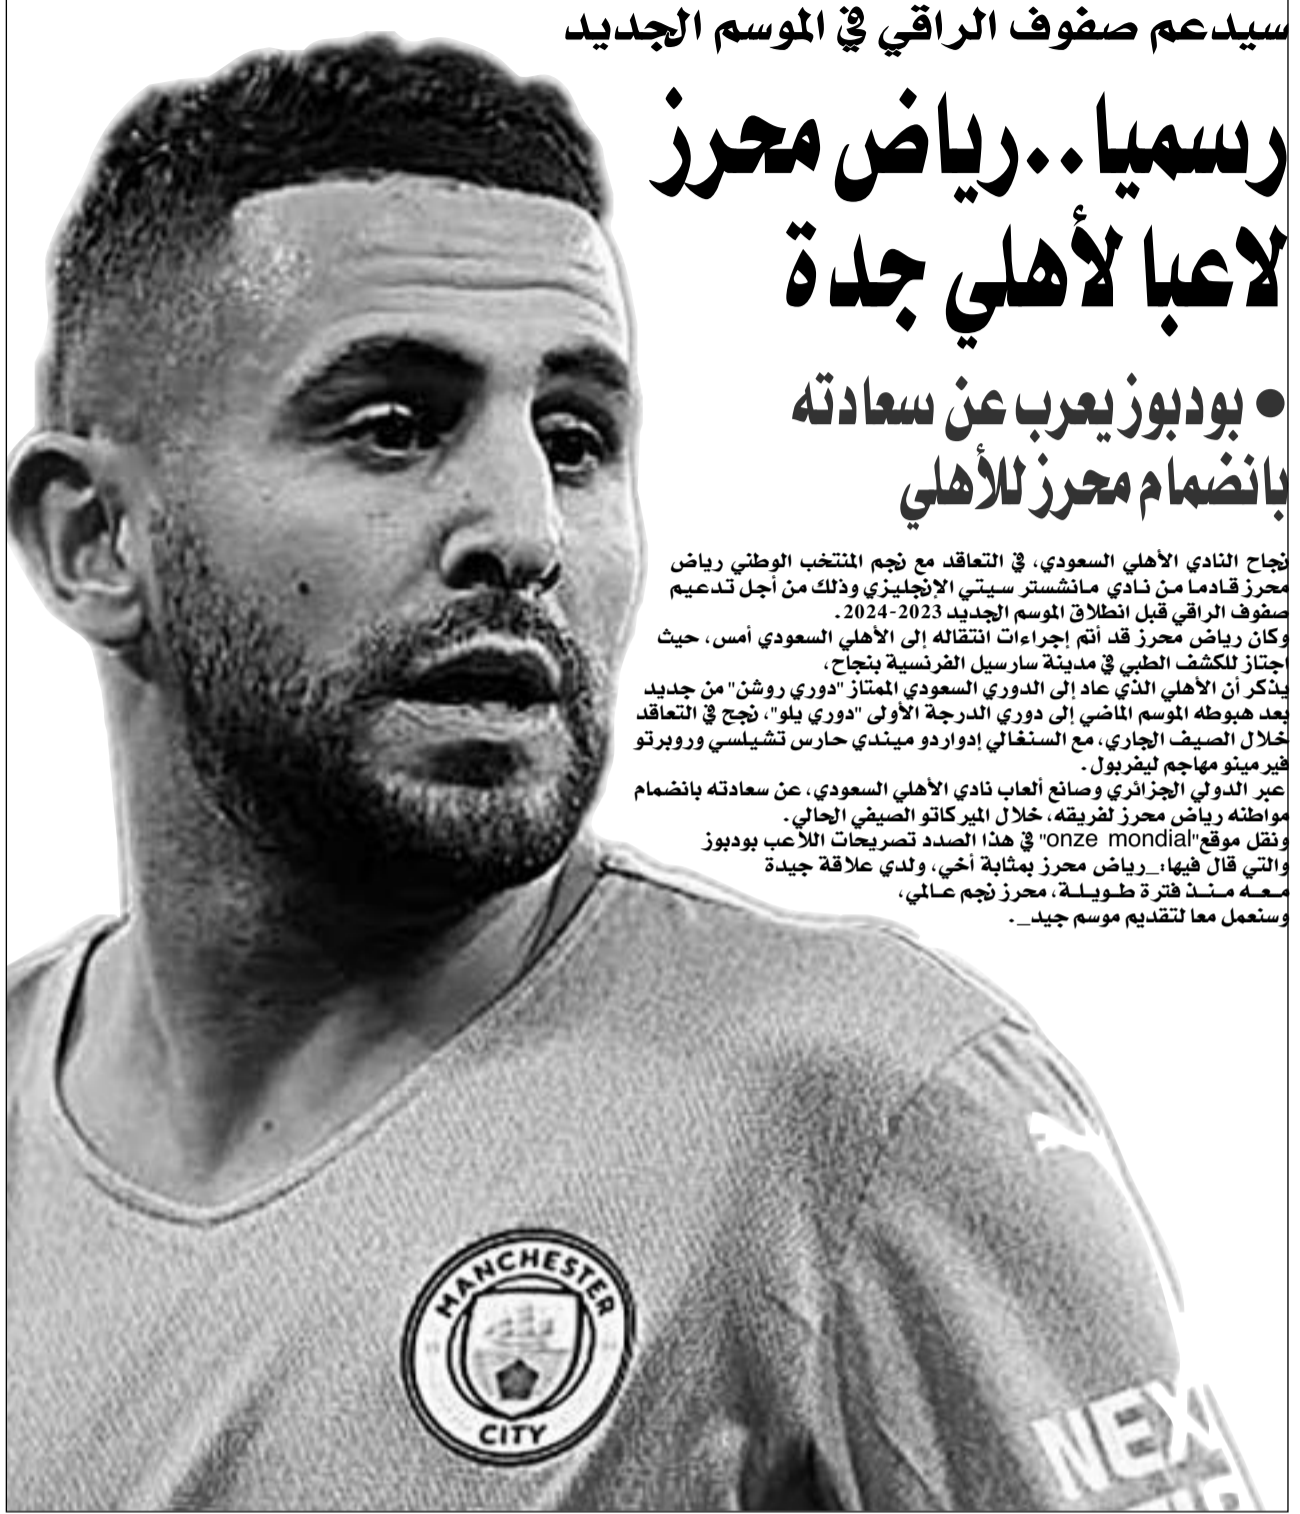 سيدعم صفوف الراقي في الموسم الجديد
رسميا..رياض محرز
لاعبا لأهلي جدة
● بودبوز يعرب عن سعادته
بانضمام محرز للأهلي
نجاح النادي الأهلي السعودي، في التعاقد مع نجم المنتخب الوطني رياض
محرز قادما من نادي مانشستر سيتي الإنجليزي وذلك من أجل تدعيم
صفوف الراقي قبل انطلاق الموسم الجديد 2023-2024.
وكان رياض محرز قد أتم إجراءات انتقاله إلى الأهلي السعودي أمس، حيث
اجتاز للكشف الطبي في مدينة سارسيل الفرنسية بنجاح،
يذكر أن الأهلي الذي عاد إلى الدوري السعودي الممتاز "دوري روشن" من جديد
بعد هبوطه الموسم الماضي إلى دوري الدرجة الأولى "دوري يلو"، نجح في التعاقد
خلال الصيف الجاري، مع السنغالي إدواردو ميندي حارس تشيلسي وروبرتو
فيرمينو مهاجم ليفربول.
عبر الدولي الجزائري وصانع ألعاب نادي الأهلي السعودي، عن سعادته بانضمام
مواطنه رياض محرز لفريقه، خلال الميركاتو الصيفي الحالي.
ونقل موقع"onze mondial" في هذا الصدد تصريحات اللاعب بودبوز
والتي قال فيها:_رياض محرز بمثابة أخي، ولدي علاقة جيدة
معه منذ فترة طويلة، محرز نجم عالمي،
وسنعمل معا لتقديم موسم جيد_.
MANCHESTER
CITY
NEX